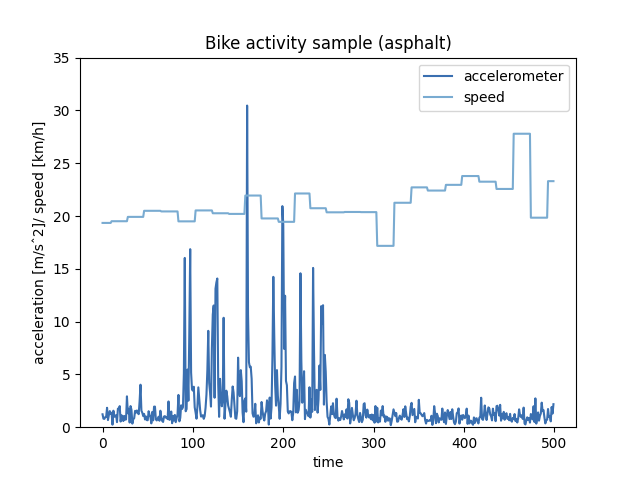 Bike activity sample (asphalt)
accelerometer
speed
acceleration [m/s^2]/ speed [km/h]
35
30
25
20
15
10
5
0
0 100 200 300 400 500
time